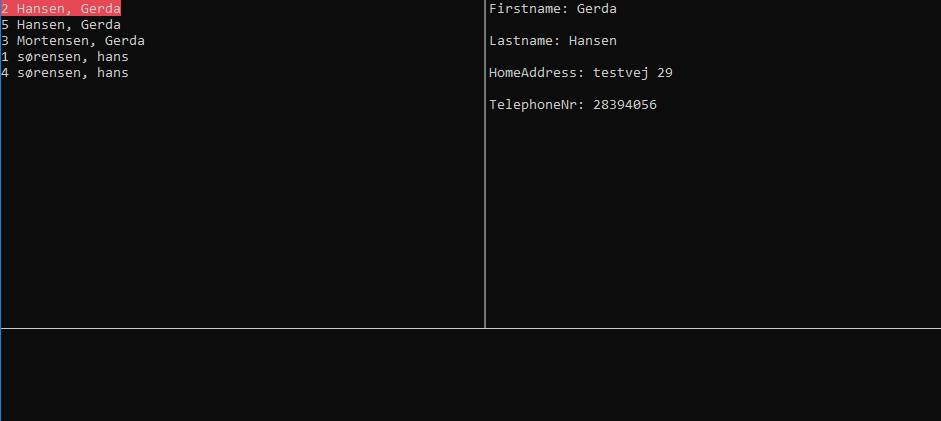 2 Hansen, Gerda
5 Hansen, Gerda
3 Mortensen, Gerda
1 sørensen, hans
4 sørensen, hans
Firstname: Gerda
Lastname: Hansen
HomeAddress: testvej 29
TelephoneNr: 28394056